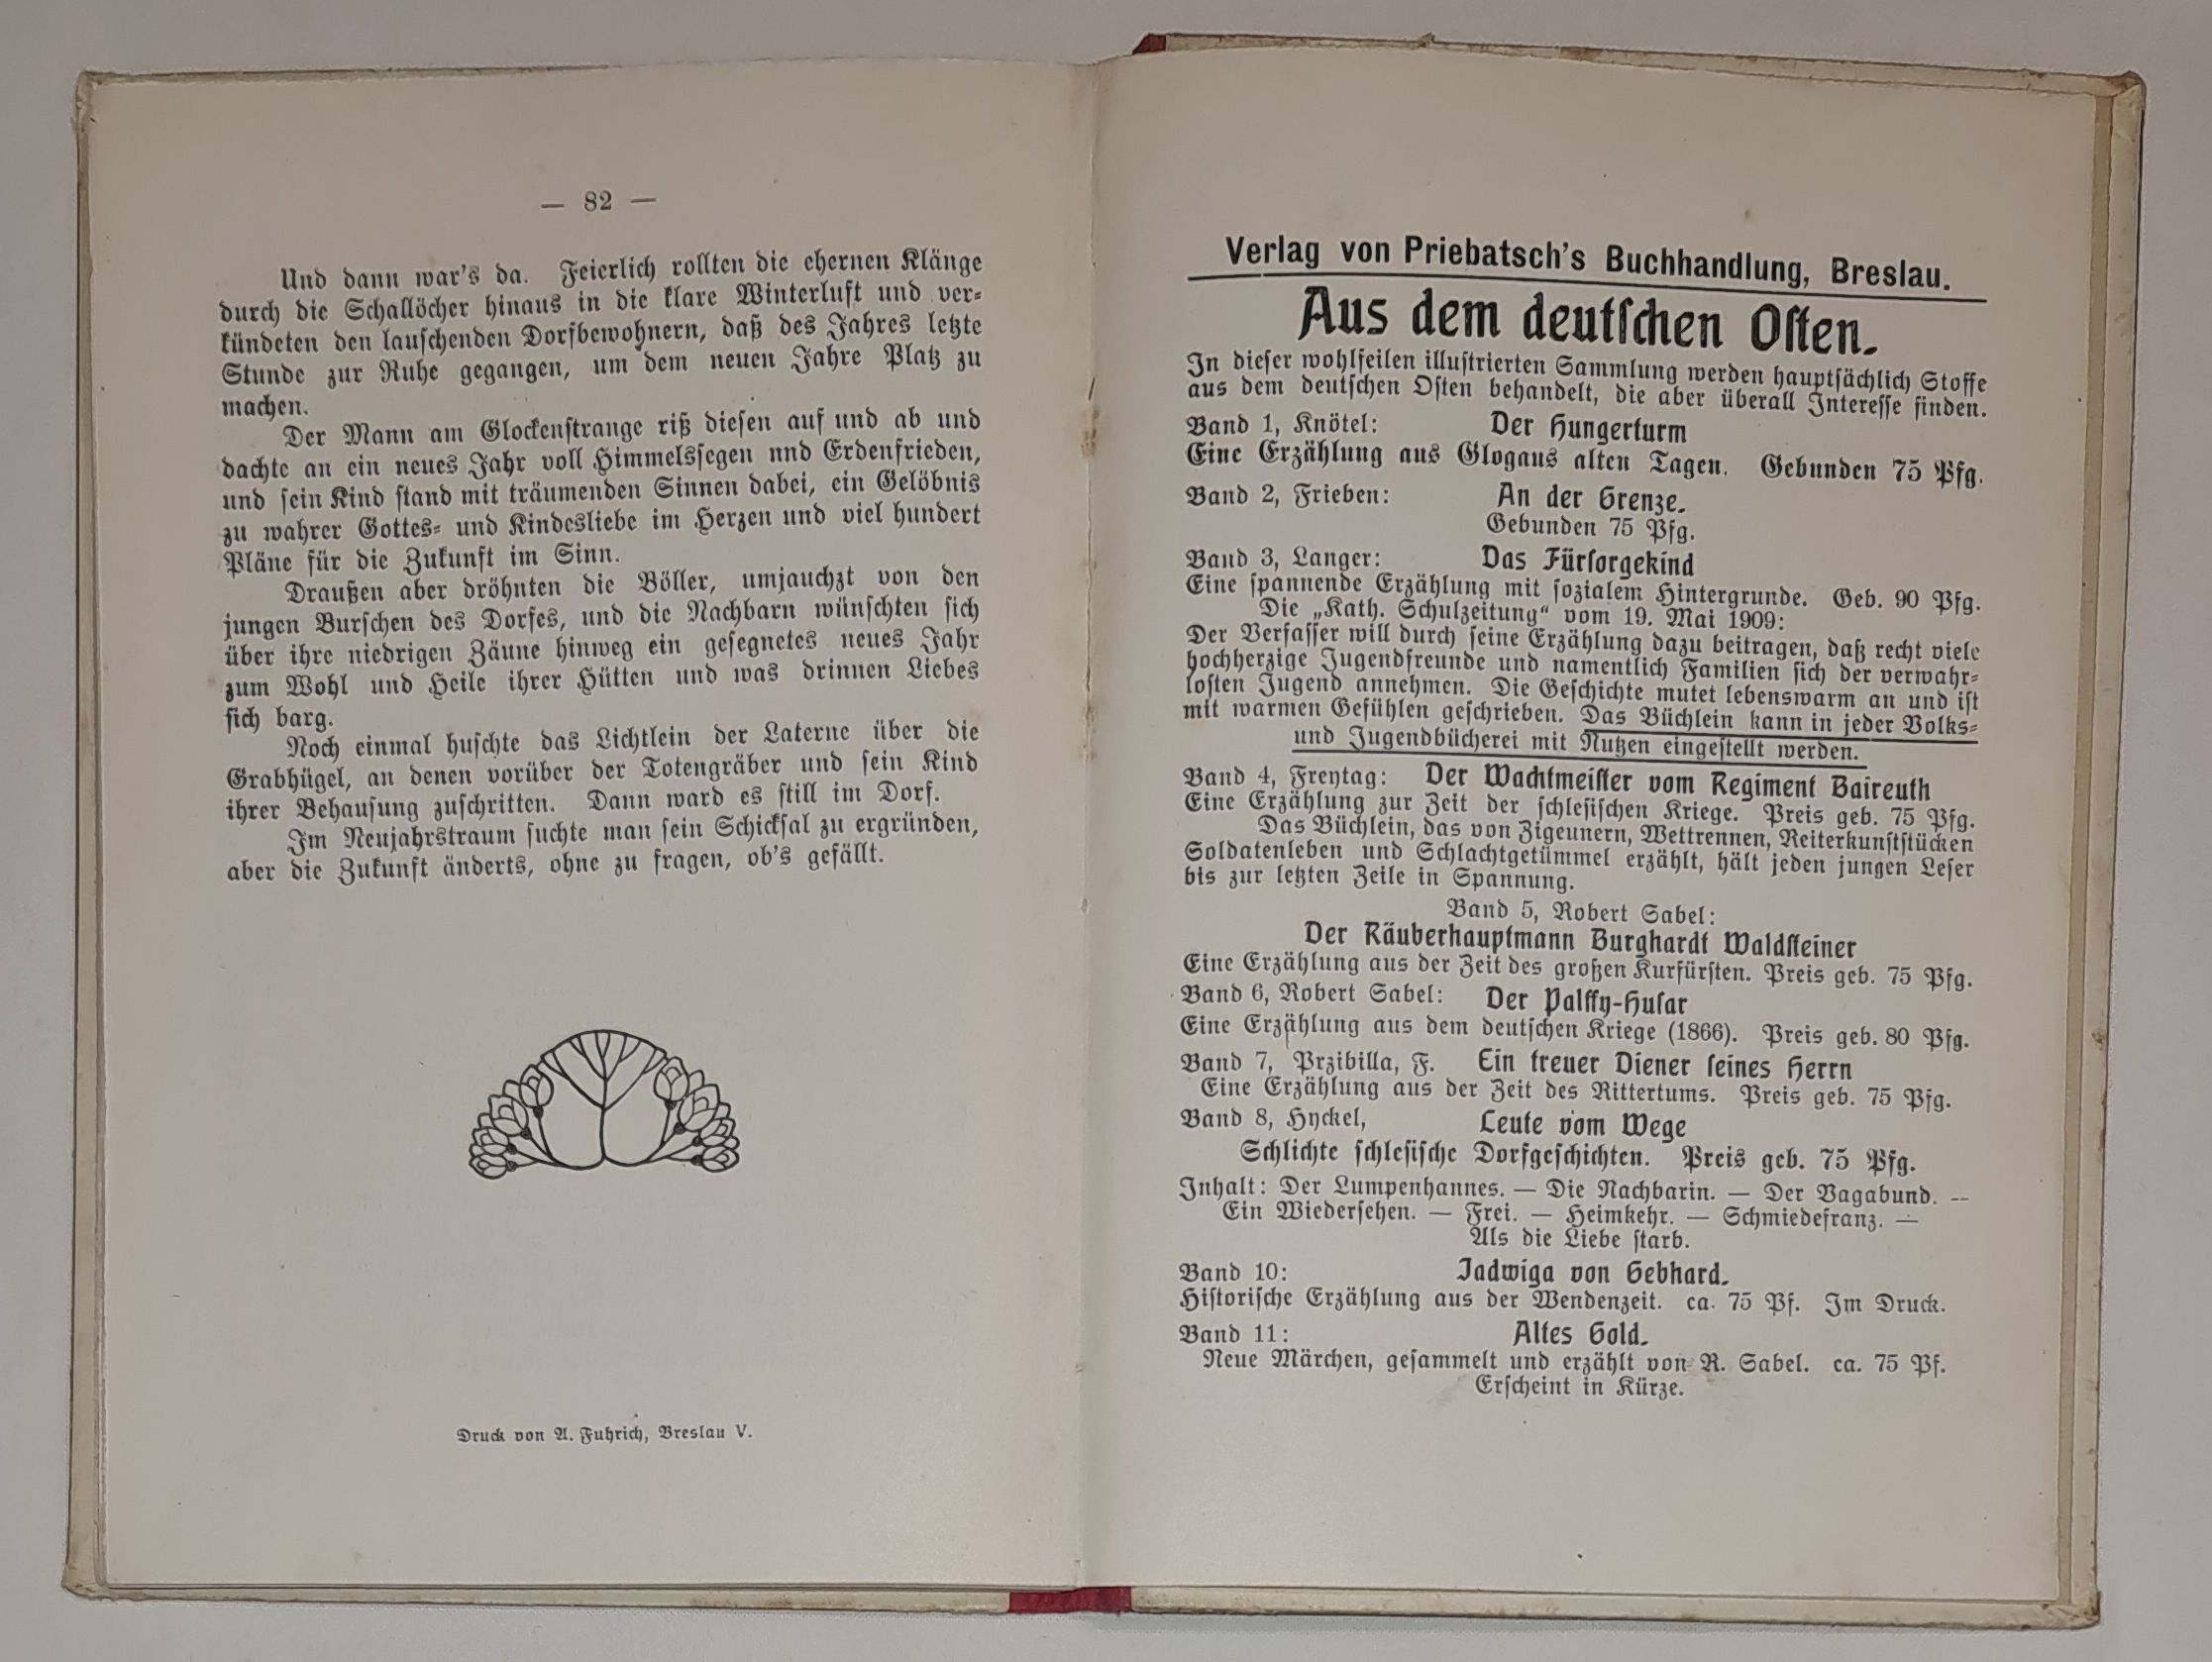 — 82 —
Und dann war's da. Feierlich rollten die ehernen Klänge
durch die Schallöcher hinaus in die klare Winterluft und ver-
kündeten den lauschenden Dorfbewohnern, daß des Jahres letzte
Stunde zur Ruhe gegangen, um dem neuen Jahre Platz zu
machen.
Der Mann am Glockenstrange riß diesen auf und ab und
dachte an ein neues Jahr voll Himmelssegen nnd Erdenfrieden,
und sein Kind stand mit träumenden Sinnen dabei, ein Gelöbnis
zu wahrer Gottes- und Kindesliebe im Herzen und viel hundert
Pläne für die Zukunft im Sinn.
Draußen aber dröhnten die Böller, umjauchzt von den
jungen Burschen des Dorfes, und die Nachbarn wünschten sich
über ihre niedrigen Zäune hinweg ein gesegnetes neues Jahr
zum Wohl und Heile ihrer Hütten und was drinnen Liebes
sich barg.
Noch einmal huschte das Lichtlein der Laterne über die
Grabhügel, an denen vorüber der Totengräber und sein Kind
ihrer Behausung zuschritten. Dann ward es still im Dorf.
Im Neujahrstraum suchte man sein Schicksal zu ergründen,
aber die Zukunft änderts, ohne zu fragen, ob's gefällt.
Druck von A. Fuhrich, Breslau V.
Verlag von Priebatsch's Buchhandlung, Breslau.
Aus dem deutschen Osten.
In dieser wohlfeilen illustrierten Sammlung werden hauptsächlich Stoffe
aus dem deutschen Osten behandelt, die aber überall Interesse finden.
Band 1, Knötel: Der Hungerturm
Eine Erzählung aus Glogaus alten Tagen. Gebunden 75 Pfg.
Band 2, Frieben: An der Grenze.
Gebunden 75 Pfg.
Band 3, Langer: Das Fürsorgekind
Eine spannende Erzählung mit sozialem Hintergrunde. Geb. 90 Pfg.
Die „Kath. Schulzeitung“ vom 19. Mai 1909:
Der Verfasser will durch seine Erzählung dazu beitragen, daß recht viele
hochherzige Jugendfreunde und namentlich Familien sich der verwahr-
losten Jugend annehmen. Die Geschichte mutet lebenswarm an und ist
mit warmen Gefühlen geschrieben. Das Büchlein kann in jeder Volks-
und Jugendbücherei mit Nutzen eingestellt werden.
Band 4, Freytag: Der Wachtmeister vom Regiment Baireuth
Eine Erzählung zur Zeit der schlesischen Kriege. Preis geb. 75 Pfg.
Das Büchlein, das von Zigeunern, Wettrennen, Reiterkunststücken
Soldatenleben und Schlachtgetümmel erzählt, hält jeden jungen Leser
bis zur letzten Zeile in Spannung.
Band 5, Robert Sabel:
Der Räuberhauptmann Burghardt Waldsteiner
Eine Erzählung aus der Zeit des großen Kurfürsten. Preis geb. 75 Pfg.
Band 6, Robert Sabel: Der Palffy-Husar
Eine Erzählung aus dem deutschen Kriege (1866). Preis geb. 80 Pfg.
Band 7, Przibilla, F. Ein treuer Diener seines Herrn
Eine Erzählung aus der Zeit des Rittertums. Preis geb. 75 Pfg.
Band 8, Hyckel, Leute vom Wege
Schlichte schlesische Dorfgeschichten. Preis geb. 75 Pfg.
Inhalt: Der Lumpenhannes. — Die Nachbarin. — Der Vagabund. —
Ein Wiedersehen. — Frei. — Heimkehr. — Schmiedefranz. —
Als die Liebe starb.
Band 10: Jadwiga von Gebhard.
Historische Erzählung aus der Wendenzeit. ca. 75 Pf. Im Druck.
Band 11: Altes Gold.
Neue Märchen, gesammelt und erzählt von R. Sabel. ca. 75 Pf.
Erscheint in Kürze.